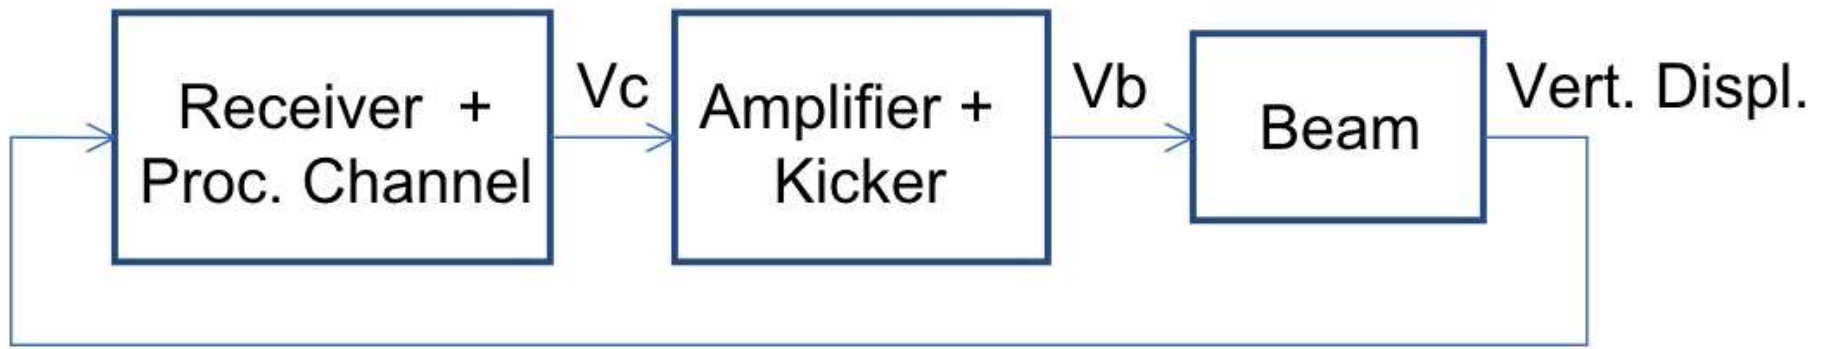 Receiver +
Proc. Channel
Vc
Amplifier +
Kicker
Vb
Beam
Vert. Displ.